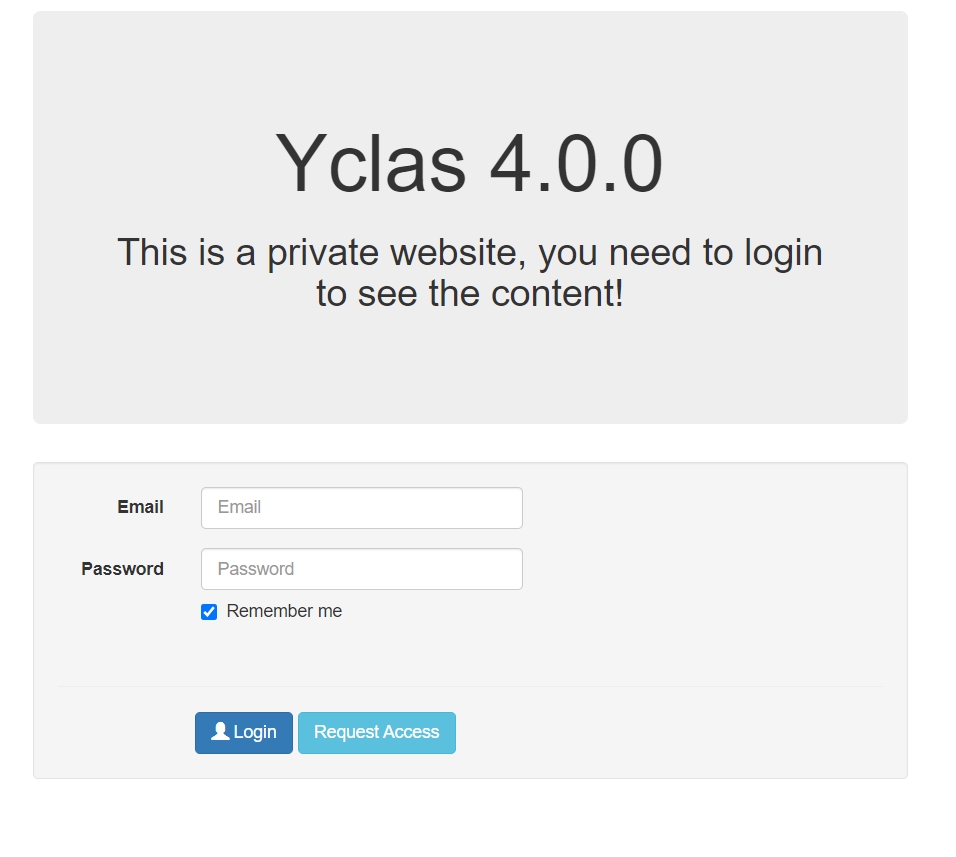 Yclas 4.0.0
This is a private website, you need to login
to see the content!
Email
Email
Password
Password
Remember me
Login
Request Access